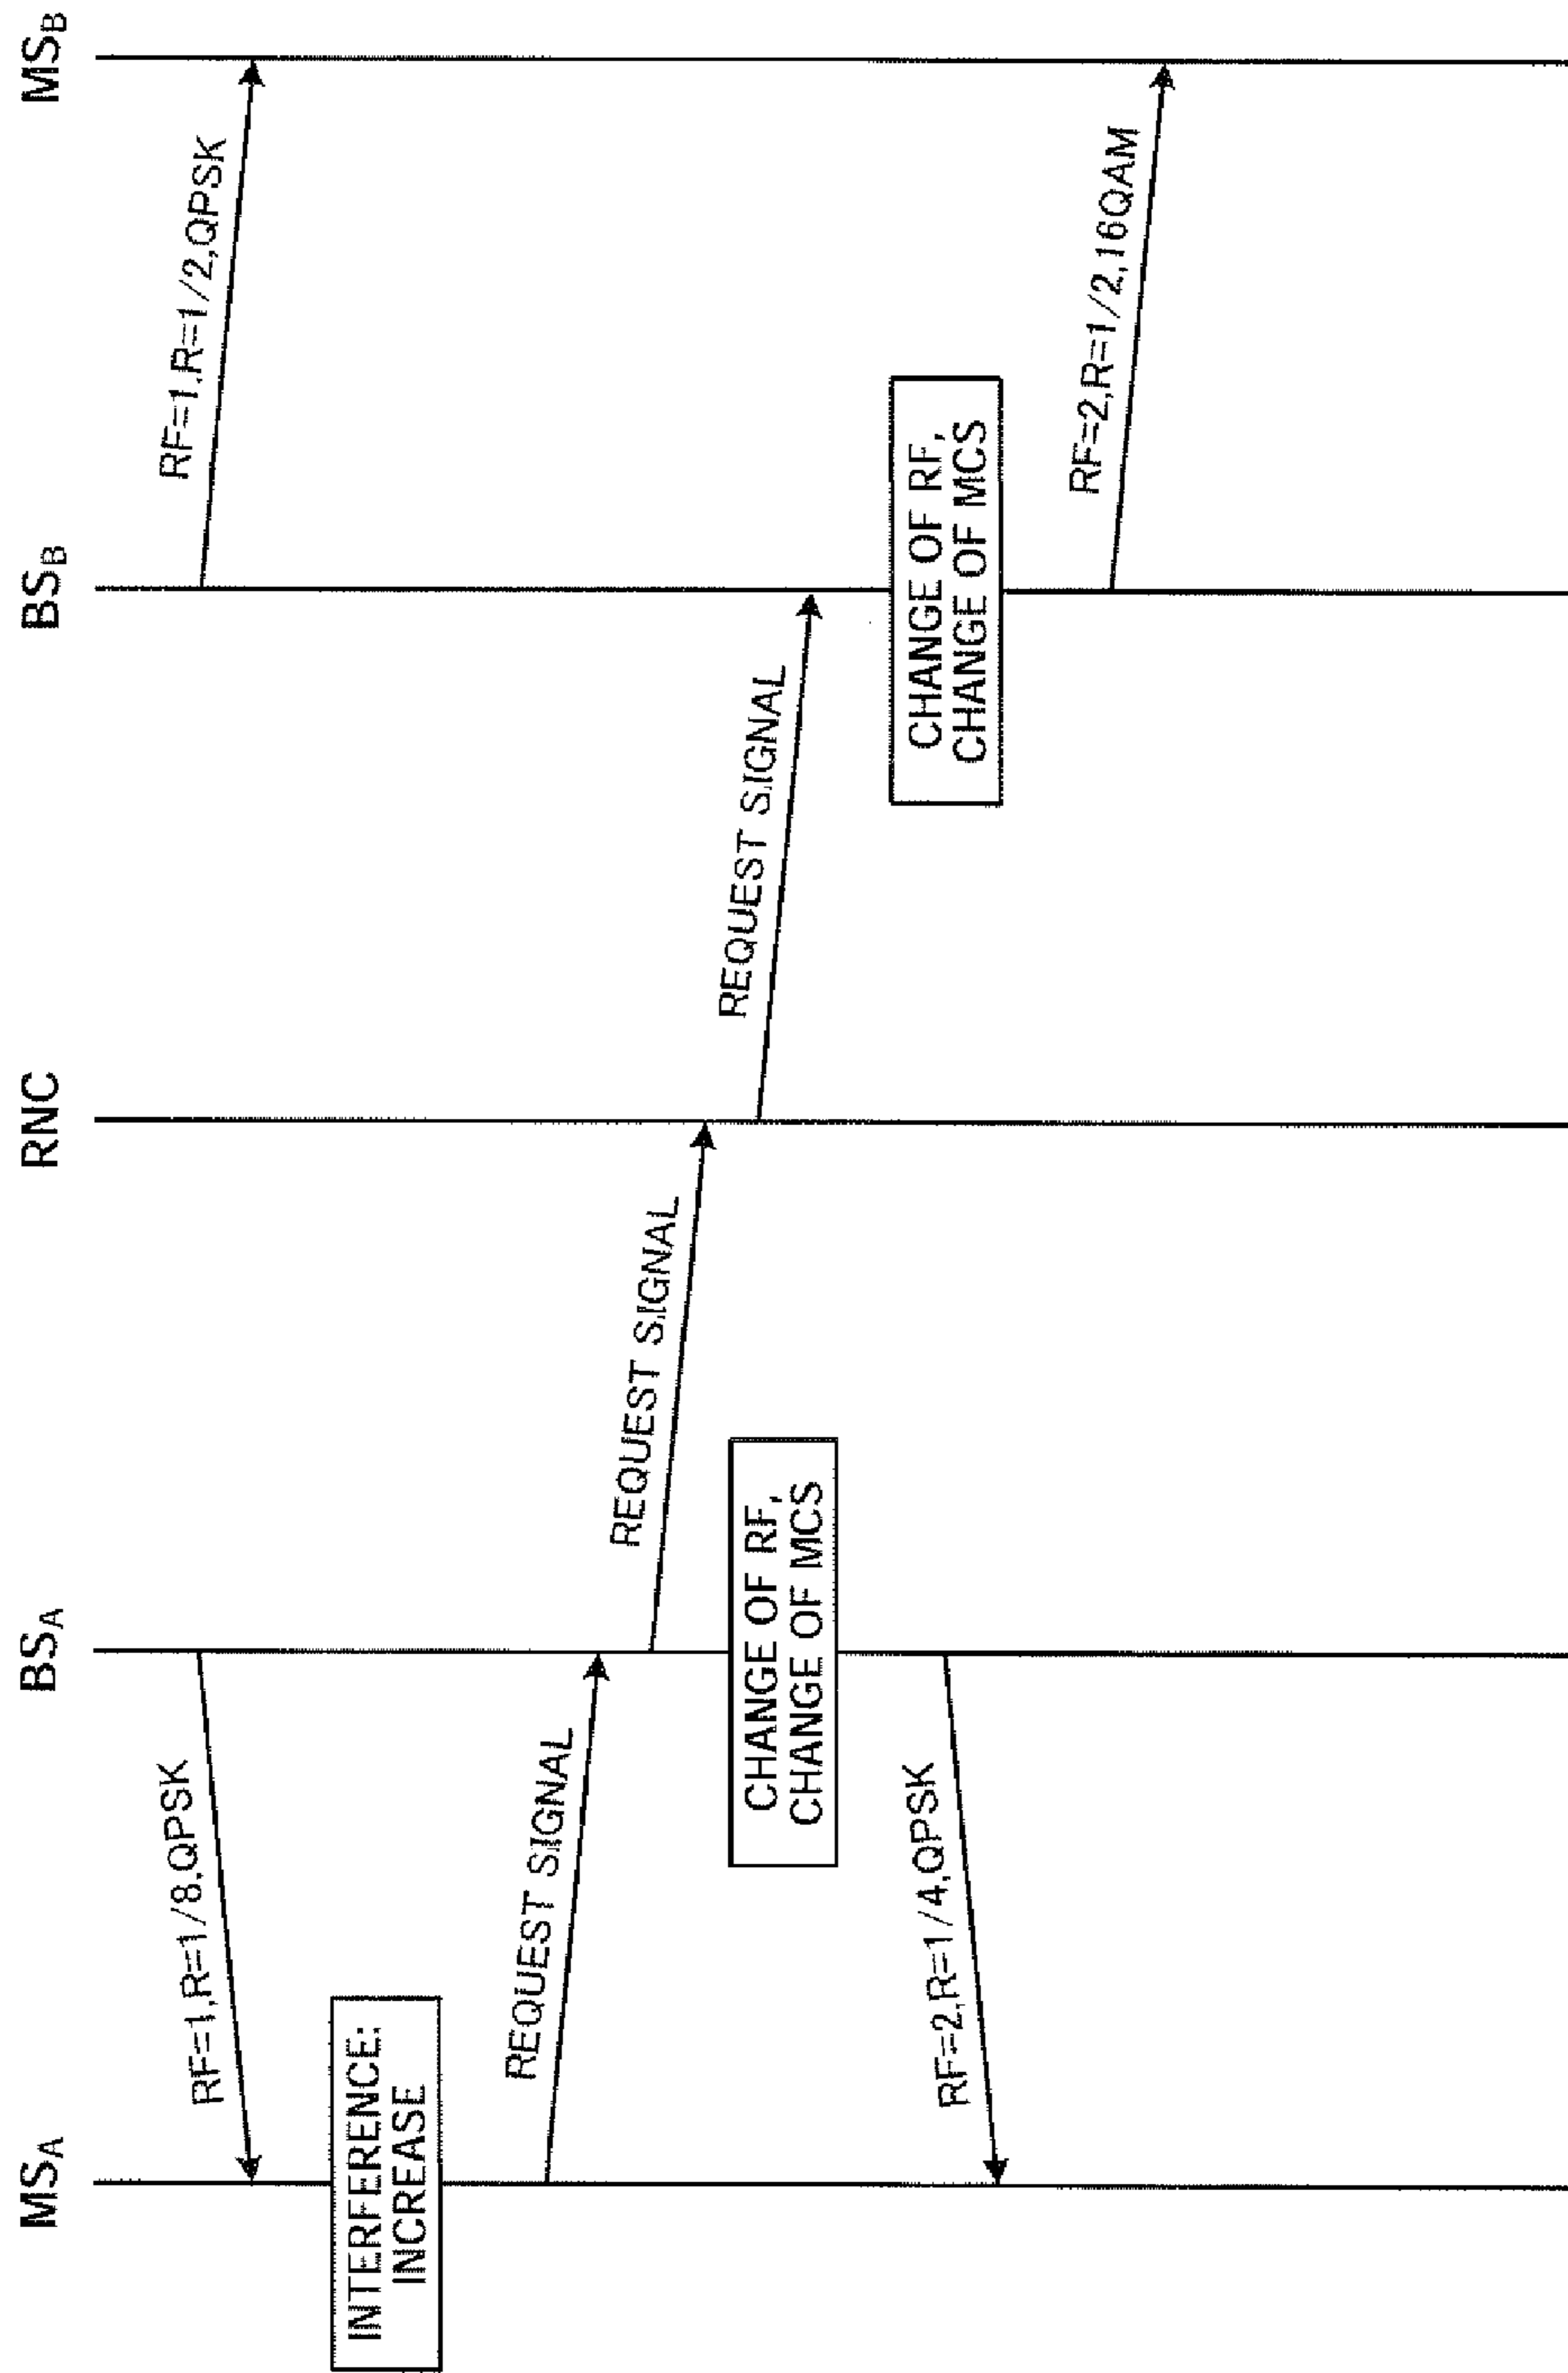 MSA
BSA
RNC
BSB
MSB
RF=1,R=1/8,QPSK
RF=1,R=1/2,QPSK
INTERFERENCE:
INCREASE
REQUEST SIGNAL
REQUEST SIGNAL
REQUEST SIGNAL
CHANGE OF RF,
CHANGE OF MCS
CHANGE OF RF,
CHANGE OF MCS
RF=2,R=1/4,QPSK
RF=2,R=1/2,16QAM